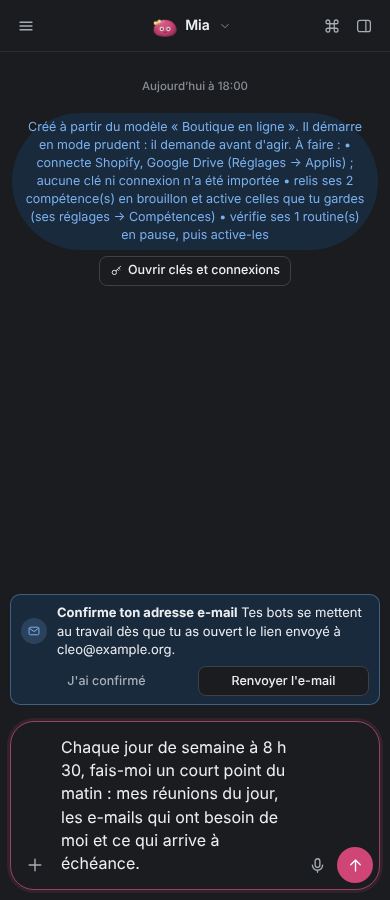 Mia
Aujourd'hui à 18:00
Créé à partir du modèle « Boutique en ligne ». Il démarre
en mode prudent : il demande avant d'agir. À faire : •
connecte Shopify, Google Drive (Réglages → Applis) ;
aucune clé ni connexion n'a été importée • relis ses 2
compétence(s) en brouillon et active celles que tu gardes
(ses réglages → Compétences) • vérifie ses 1 routine(s)
en pause, puis active-les
Ouvrir clés et connexions
Confirme ton adresse e-mail Tes bots se mettent
au travail dès que tu as ouvert le lien envoyé à
cleo@example.org.
J'ai confirmé
Renvoyer l'e-mail
Chaque jour de semaine à 8 h
30, fais-moi un court point du
matin : mes réunions du jour,
les e-mails qui ont besoin de
moi et ce qui arrive à
échéance.